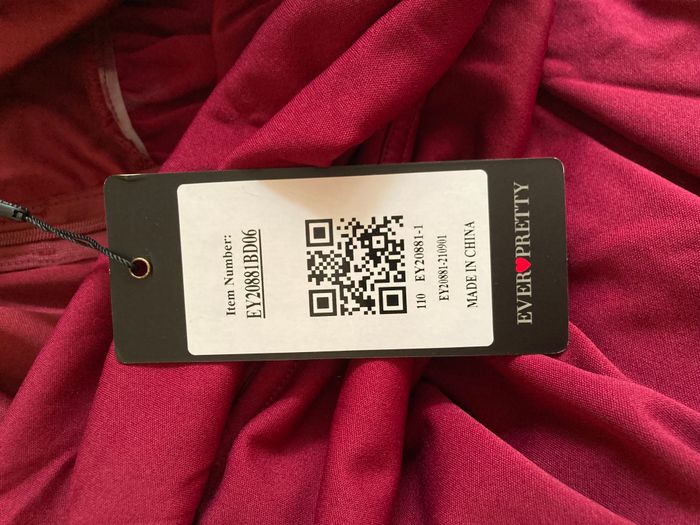 Item Number:
EY20881BD06
110 EY20881-1
EY20881-210901
MADE IN CHINA
EVER❤PRETTY